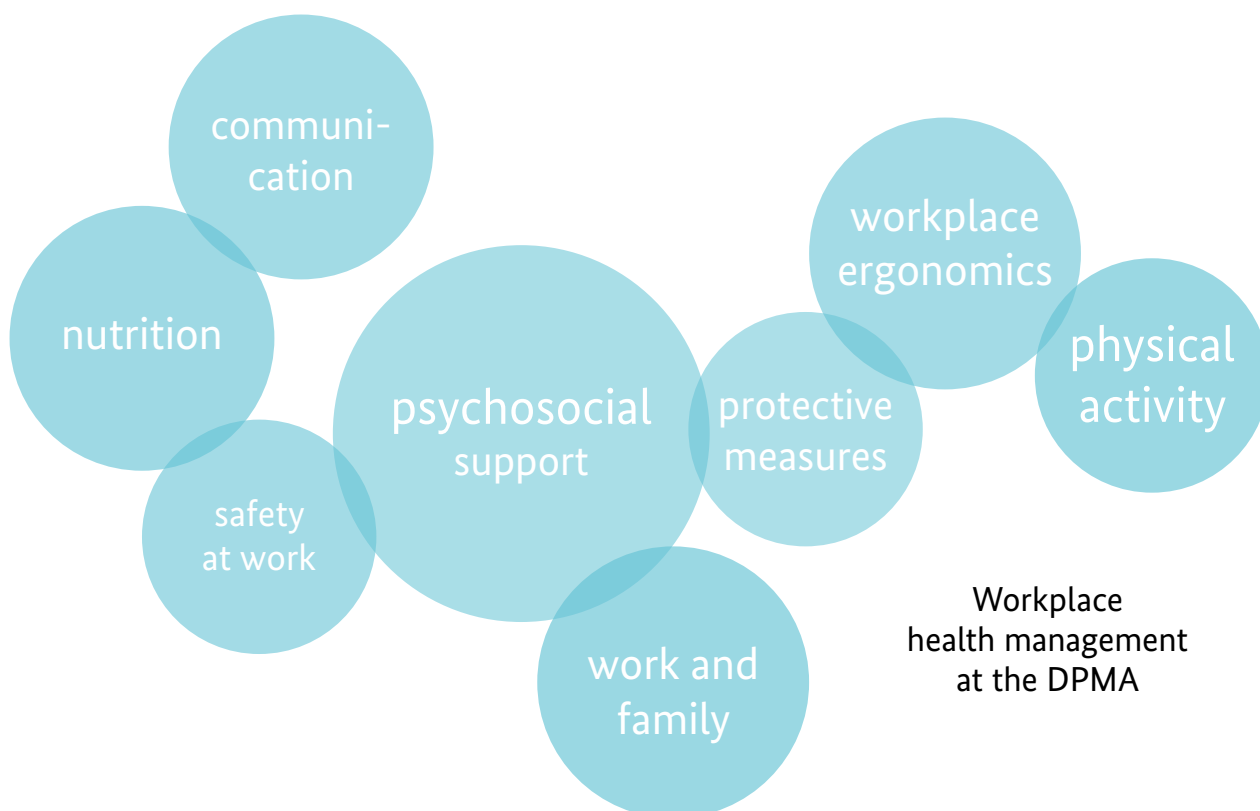 communi-
cation
workplace
ergonomics
nutrition
physical
activity
psychosocial
support
protective
measures
safety
at work
work and
family
Workplace
health management
at the DPMA